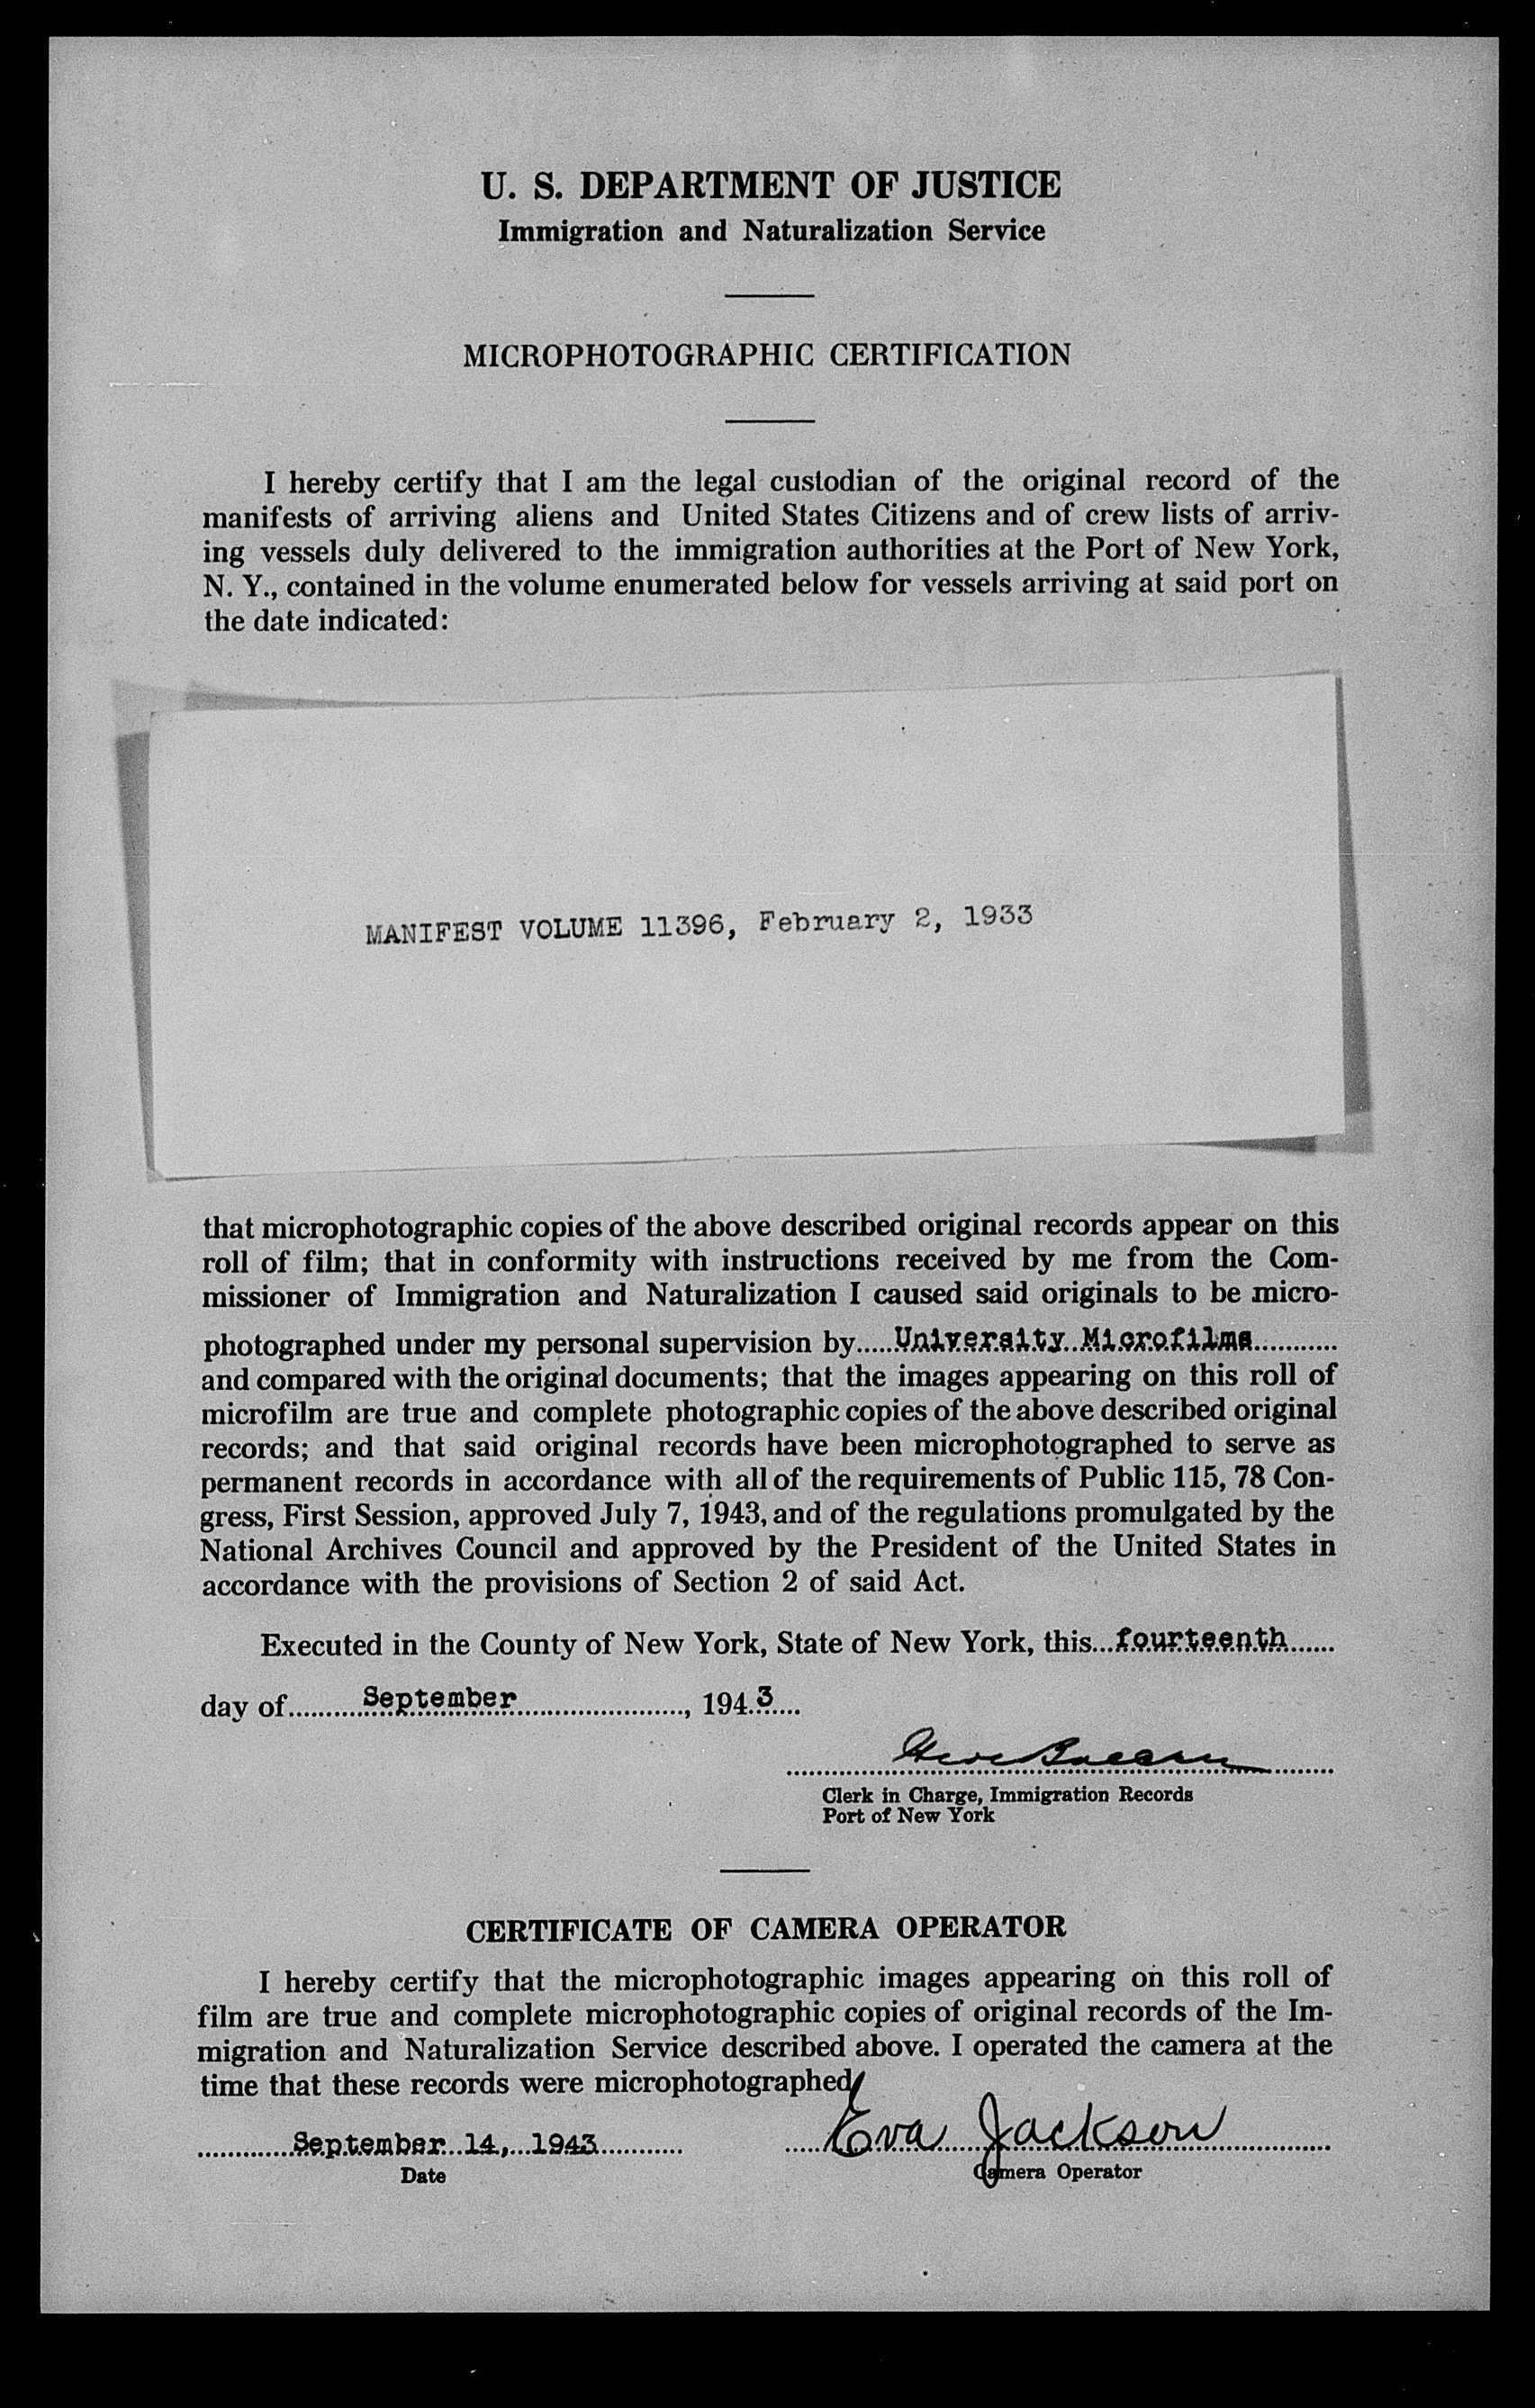 U. S. DEPARTMENT OF JUSTICE
Immigration and Naturalization Service
MICROPHOTOGRAPHIC CERTIFICATION
I hereby certify that I am the legal custodian of the original record of the
manifests of arriving aliens and United States Citizens and of crew lists of arriv-
ing vessels duly delivered to the immigration authorities at the Port of New York,
N. Y., contained in the volume enumerated below for vessels arriving at said port on
the date indicated:
MANIFEST VOLUME 11396, February 2, 1933
that microphotographic copies of the above described original records appear on this
roll of film; that in conformity with instructions received by me from the Com-
missioner of Immigration and Naturalization I caused said originals to be micro-
photographed under my personal supervision by.....University Microfilms...........
and compared with the original documents; that the images appearing on this roll of
microfilm are true and complete photographic copies of the above described original
records; and that said original records have been microphotographed to serve as
permanent records in accordance with all of the requirements of Public 115, 78 Con-
gress, First Session, approved July 7, 1943, and of the regulations promulgated by the
National Archives Council and approved by the President of the United States in
accordance with the provisions of Section 2 of said Act.
Executed in the County of New York, State of New York, this...fourteenth......
day of...........September........................, 194.3....
Clerk in Charge, Immigration Records
Port of New York
CERTIFICATE OF CAMERA OPERATOR
I hereby certify that the microphotographic images appearing on this roll of
film are true and complete microphotographic copies of original records of the Im-
migration and Naturalization Service described above. I operated the camera at the
time that these records were microphotographed.
.............September 14, 1943............ Eva Jackson
Date Camera Operator